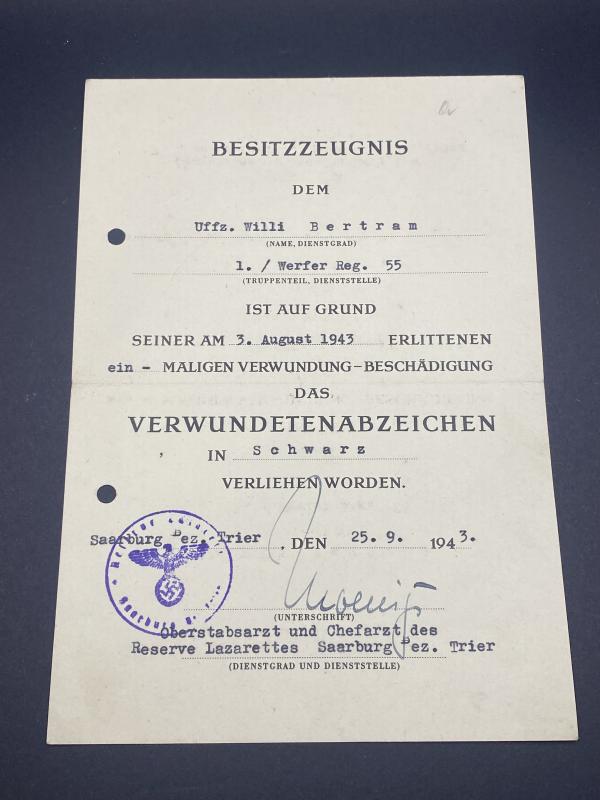 BESITZZEUGNIS
DEM
Uffz. Willi Bertram
(NAME, DIENSTGRAD)
1. / Werfer Reg. 55
(TRUPPENTEIL, DIENSTSTELLE)
IST AUF GRUND
SEINER AM 3. August 1943 ERLITTENEN
ein - MALIGEN VERWUNDUNG-BESCHÄDIGUNG
DAS
VERWUNDETENABZEICHEN
IN Schwarz
VERLIEHEN WORDEN.
Saarburg Bez. Trier, DEN 25.9. 1943.
(UNTERSCHRIFT)
Oberstabsarzt und Chefarzt des
Reserve Lazarettes Saarburg Bez. Trier
(DIENSTGRAD UND DIENSTSTELLE)